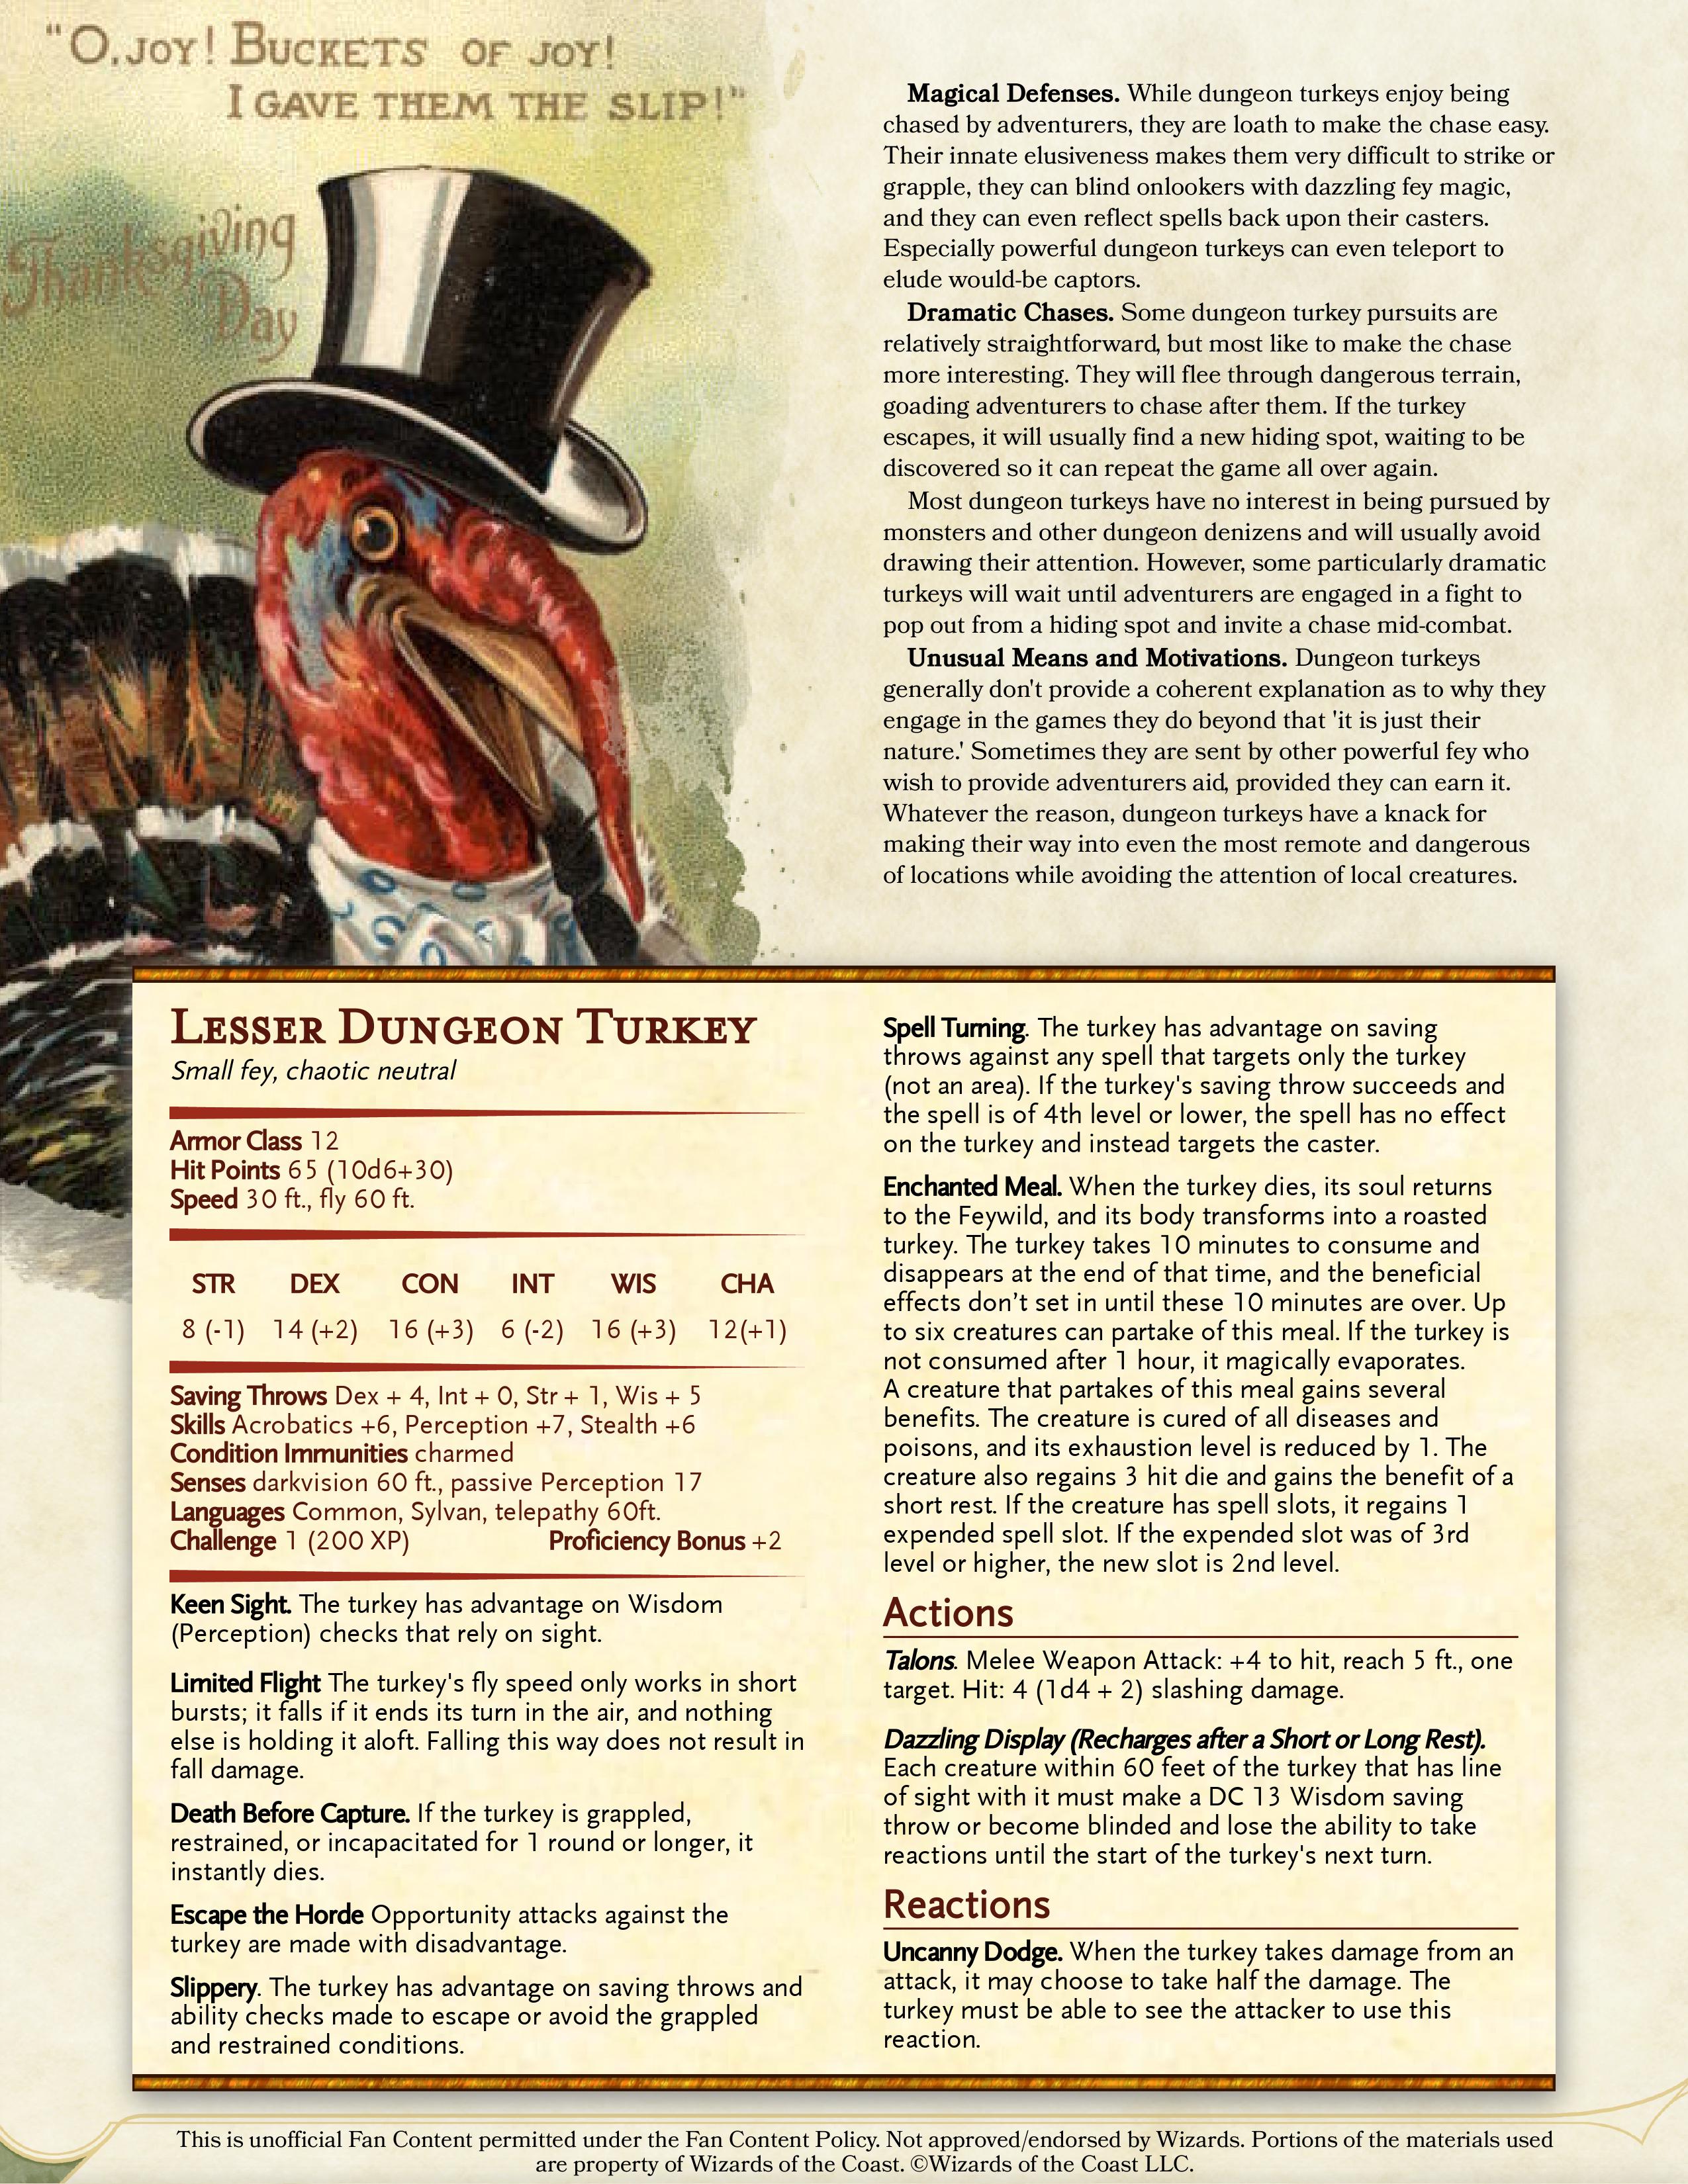 "O, JOY! BUCKETS OF JOY!
I GAVE THEM THE SLIP!"
Thanksgiving
Day
Magical Defenses. While dungeon turkeys enjoy being
chased by adventurers, they are loath to make the chase easy.
Their innate elusiveness makes them very difficult to strike or
grapple, they can blind onlookers with dazzling fey magic,
and they can even reflect spells back upon their casters.
Especially powerful dungeon turkeys can even teleport to
elude would-be captors.
Dramatic Chases. Some dungeon turkey pursuits are
relatively straightforward, but most like to make the chase
more interesting. They will flee through dangerous terrain,
goading adventurers to chase after them. If the turkey
escapes, it will usually find a new hiding spot, waiting to be
discovered so it can repeat the game all over again.
Most dungeon turkeys have no interest in being pursued by
monsters and other dungeon denizens and will usually avoid
drawing their attention. However, some particularly dramatic
turkeys will wait until adventurers are engaged in a fight to
pop out from a hiding spot and invite a chase mid-combat.
Unusual Means and Motivations. Dungeon turkeys
generally don't provide a coherent explanation as to why they
engage in the games they do beyond that 'it is just their
nature.' Sometimes they are sent by other powerful fey who
wish to provide adventurers aid, provided they can earn it.
Whatever the reason, dungeon turkeys have a knack for
making their way into even the most remote and dangerous
of locations while avoiding the attention of local creatures.
LESSER DUNGEON TURKEY
Small fey, chaotic neutral
Armor Class 12
Hit Points 65 (10d6+30)
Speed 30 ft., fly 60 ft.
STR DEX CON INT WIS CHA
8 (-1) 14 (+2) 16 (+3) 6 (-2) 16 (+3) 12(+1)
Saving Throws Dex + 4, Int + 0, Str + 1, Wis + 5
Skills Acrobatics +6, Perception +7, Stealth +6
Condition Immunities charmed
Senses darkvision 60 ft., passive Perception 17
Languages Common, Sylvan, telepathy 60ft.
Challenge 1 (200 XP) Proficiency Bonus +2
Keen Sight. The turkey has advantage on Wisdom
(Perception) checks that rely on sight.
Limited Flight The turkey's fly speed only works in short
bursts; it falls if it ends its turn in the air, and nothing
else is holding it aloft. Falling this way does not result in
fall damage.
Death Before Capture. If the turkey is grappled,
restrained, or incapacitated for 1 round or longer, it
instantly dies.
Escape the Horde Opportunity attacks against the
turkey are made with disadvantage.
Slippery. The turkey has advantage on saving throws and
ability checks made to escape or avoid the grappled
and restrained conditions.
Spell Turning. The turkey has advantage on saving
throws against any spell that targets only the turkey
(not an area). If the turkey's saving throw succeeds and
the spell is of 4th level or lower, the spell has no effect
on the turkey and instead targets the caster.
Enchanted Meal. When the turkey dies, its soul returns
to the Feywild, and its body transforms into a roasted
turkey. The turkey takes 10 minutes to consume and
disappears at the end of that time, and the beneficial
effects don’t set in until these 10 minutes are over. Up
to six creatures can partake of this meal. If the turkey is
not consumed after 1 hour, it magically evaporates.
A creature that partakes of this meal gains several
benefits. The creature is cured of all diseases and
poisons, and its exhaustion level is reduced by 1. The
creature also regains 3 hit die and gains the benefit of a
short rest. If the creature has spell slots, it regains 1
expended spell slot. If the expended slot was of 3rd
level or higher, the new slot is 2nd level.
Actions
Talons. Melee Weapon Attack: +4 to hit, reach 5 ft., one
target. Hit: 4 (1d4 + 2) slashing damage.
Dazzling Display (Recharges after a Short or Long Rest).
Each creature within 60 feet of the turkey that has line
of sight with it must make a DC 13 Wisdom saving
throw or become blinded and lose the ability to take
reactions until the start of the turkey's next turn.
Reactions
Uncanny Dodge. When the turkey takes damage from an
attack, it may choose to take half the damage. The
turkey must be able to see the attacker to use this
reaction.
This is unofficial Fan Content permitted under the Fan Content Policy. Not approved/endorsed by Wizards. Portions of the materials used
are property of Wizards of the Coast. ©Wizards of the Coast LLC.